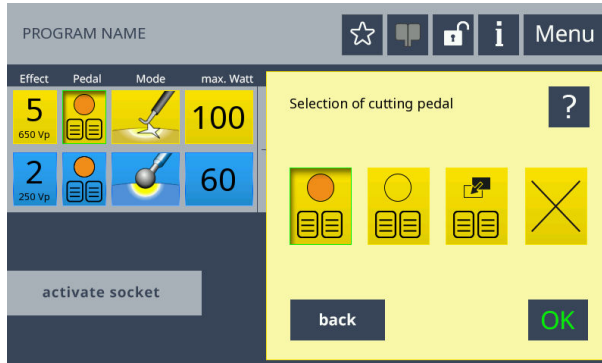 PROGRAM NAME
i
Menu
Effect Pedal Mode max. Watt
5
650 Vp
100
2
250 Vp
60
activate socket
Selection of cutting pedal
?
back
OK